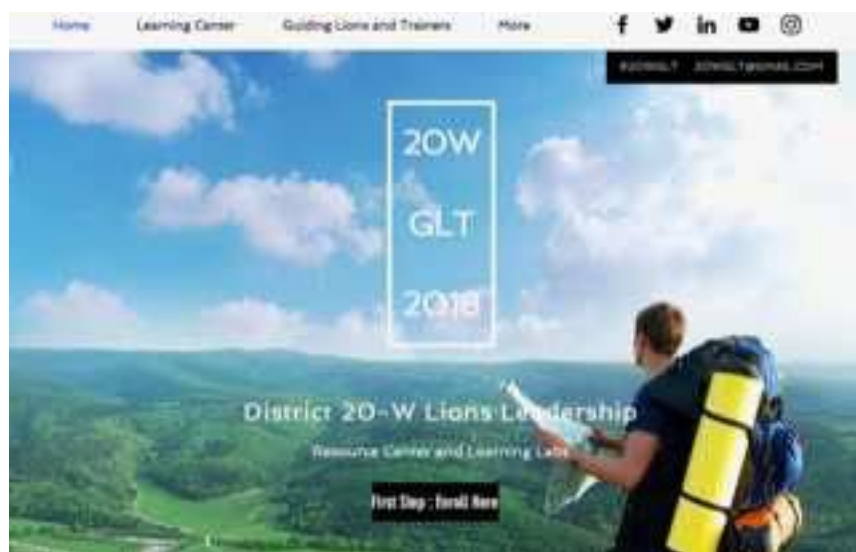 Home Learning Center Guiding Lions and Trainers More
20W
GLT
2018
District 20-W Lions Leadership
Resource Center and Learning Labs
First Step : Enroll Here